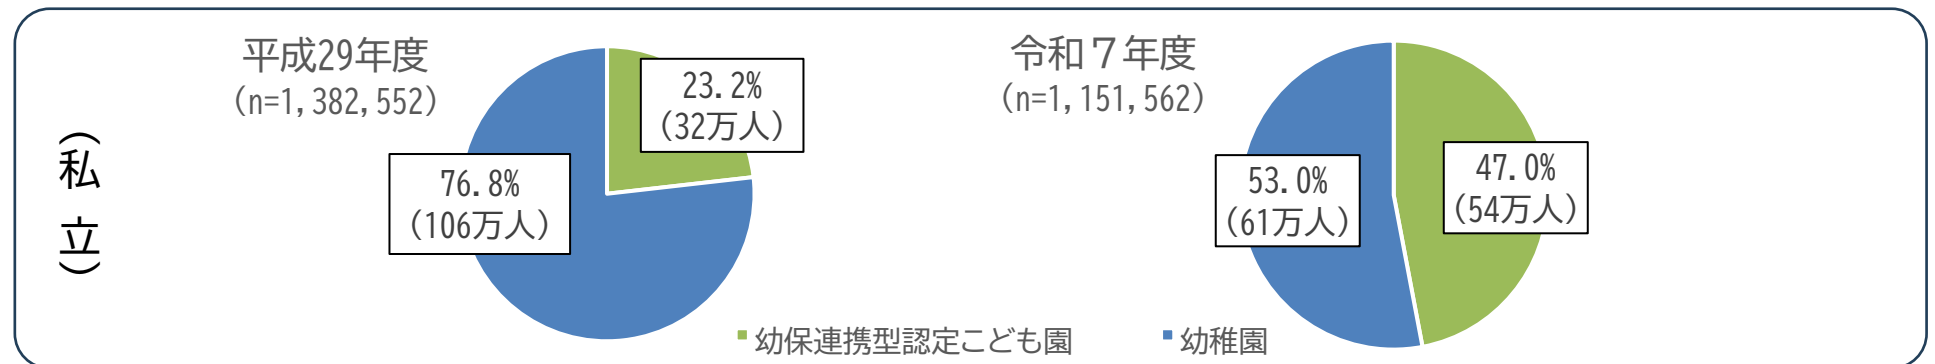 (私立)
平成29年度
(n=1,382,552)
23.2%
(32万人)
76.8%
(106万人)
令和７年度
(n=1,151,562)
53.0%
(61万人)
47.0%
(54万人)
幼保連携型認定こども園
幼稚園